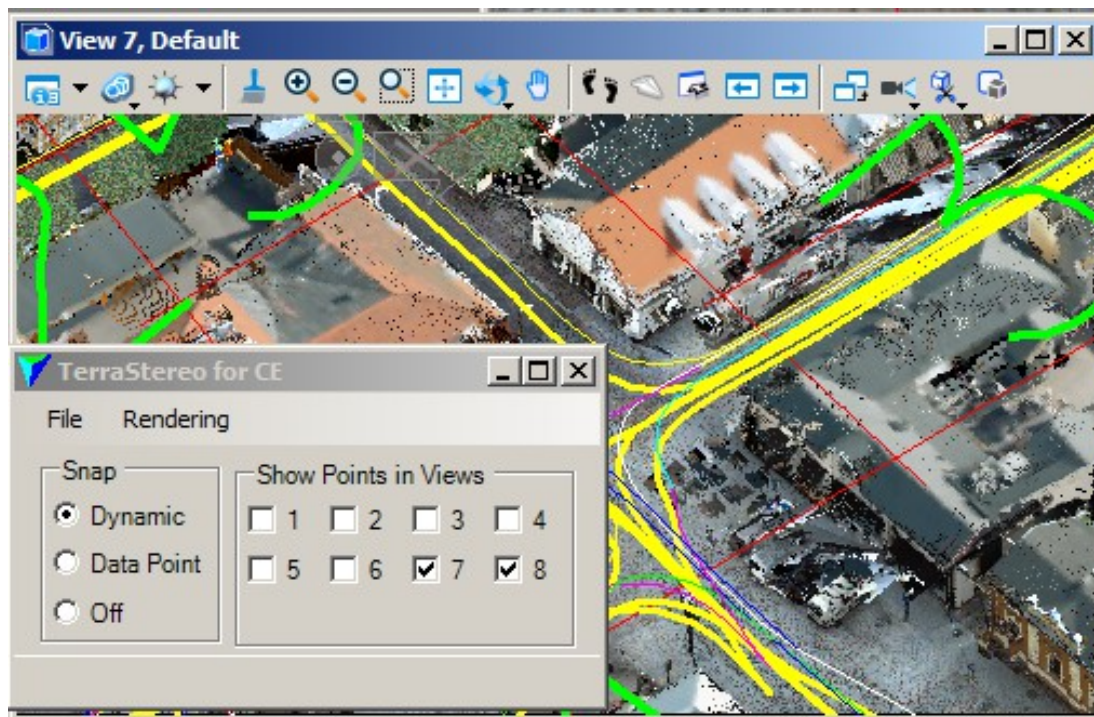 View 7, Default
TerraStereo for CE
File Rendering
Snap
Show Points in Views
Dynamic
1 2 3 4
Data Point
5 6 7 8
Off